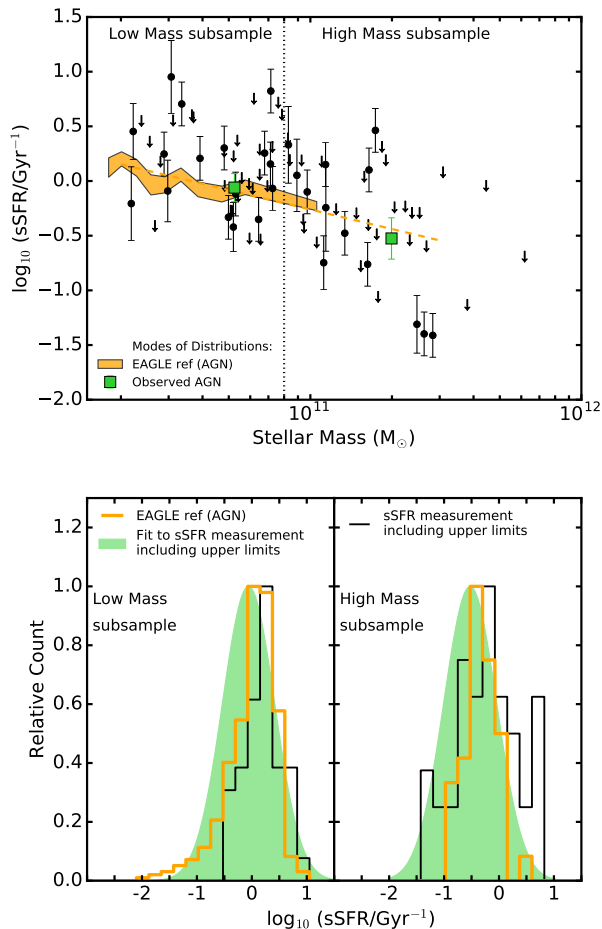 Low Mass subsample
High Mass subsample
1.5
1.0
0.5
0.0
−0.5
−1.0
−1.5
−2.0
log₁₀ (sSFR/Gyr⁻¹)
Modes of Distributions:
EAGLE ref (AGN)
Observed AGN
10¹¹
10¹²
Stellar Mass (M☉)
EAGLE ref (AGN)
Fit to sSFR measurement
including upper limits
sSFR measurement
including upper limits
Low Mass
subsample
High Mass
subsample
1.2
1.0
0.8
0.6
0.4
0.2
0.0
Relative Count
-2
-1
0
1
-2
-1
0
1
log₁₀ (sSFR/Gyr⁻¹)